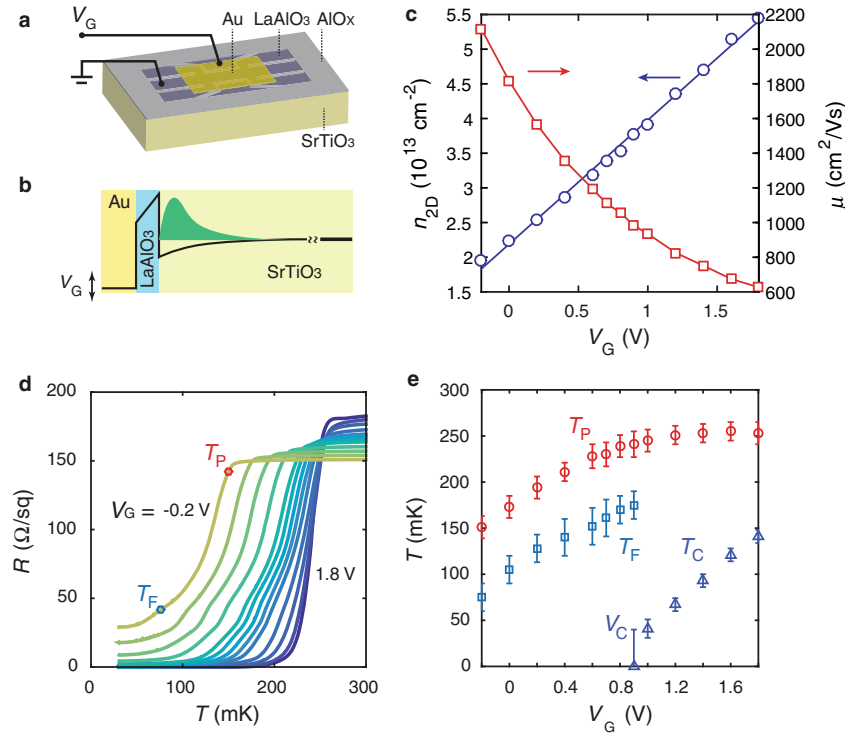 a
V_G
Au
LaAlO₃
AlOx
SrTiO₃
b
Au
LaAlO₃
V_G
SrTiO₃
c
5.5
5
4.5
4
3.5
3
2.5
2
1.5
n_2D (10¹³ cm⁻²)
2200
2000
1800
1600
1400
1200
1000
800
600
μ (cm²/Vs)
0
0.5
1
1.5
V_G (V)
d
200
150
100
50
0
R (Ω/sq)
T_P
V_G = -0.2 V
T_F
1.8 V
0
100
200
300
T (mK)
e
300
250
200
150
100
50
0
T (mK)
T_P
T_F
T_C
V_C
0
0.4
0.8
1.2
1.6
V_G (V)